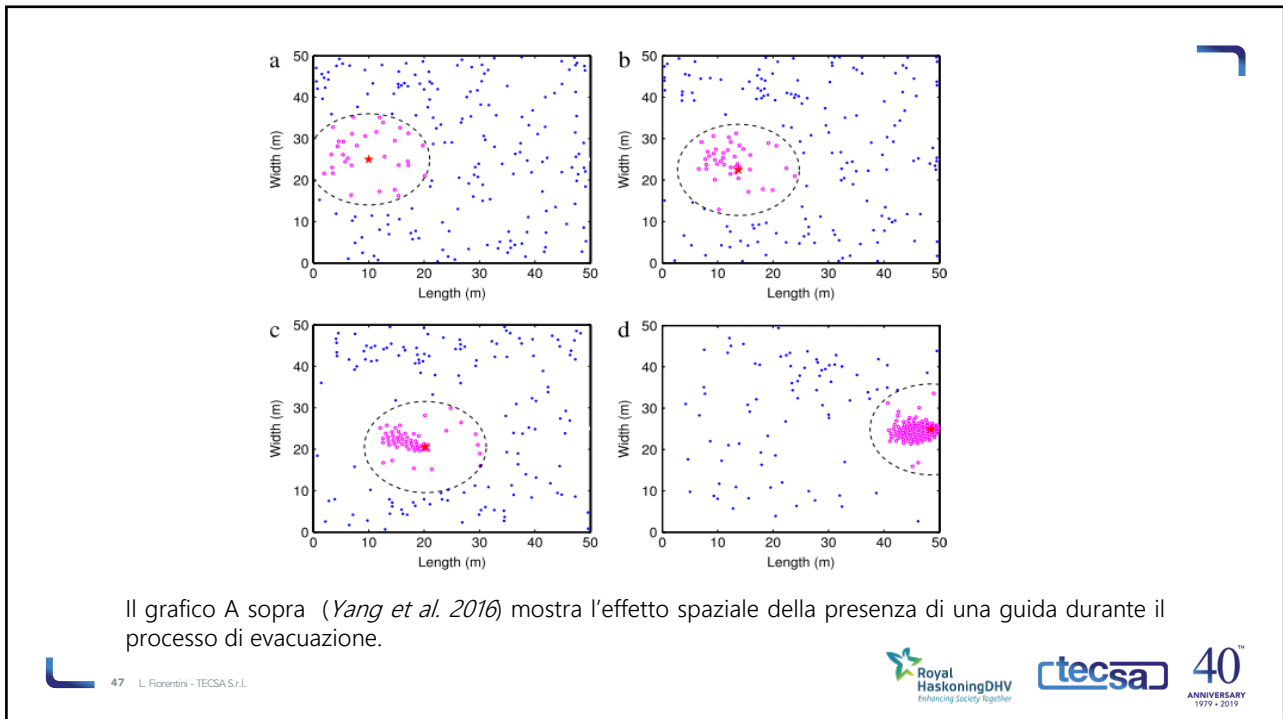 a
50
40
30
20
10
0
Width (m)
0 10 20 30 40 50
Length (m)
b
50
40
30
20
10
0
Width (m)
0 10 20 30 40 50
Length (m)
c
50
40
30
20
10
0
Width (m)
0 10 20 30 40 50
Length (m)
d
50
40
30
20
10
0
Width (m)
0 10 20 30 40 50
Length (m)
Il grafico A sopra (Yang et al. 2016) mostra l'effetto spaziale della presenza di una guida durante il
processo di evacuazione.
47 L. Fiorentini - TECSA S.r.l.
Royal
HaskoningDHV
Enhancing Society Together
tecsa
40™
ANNIVERSARY
1979 • 2019